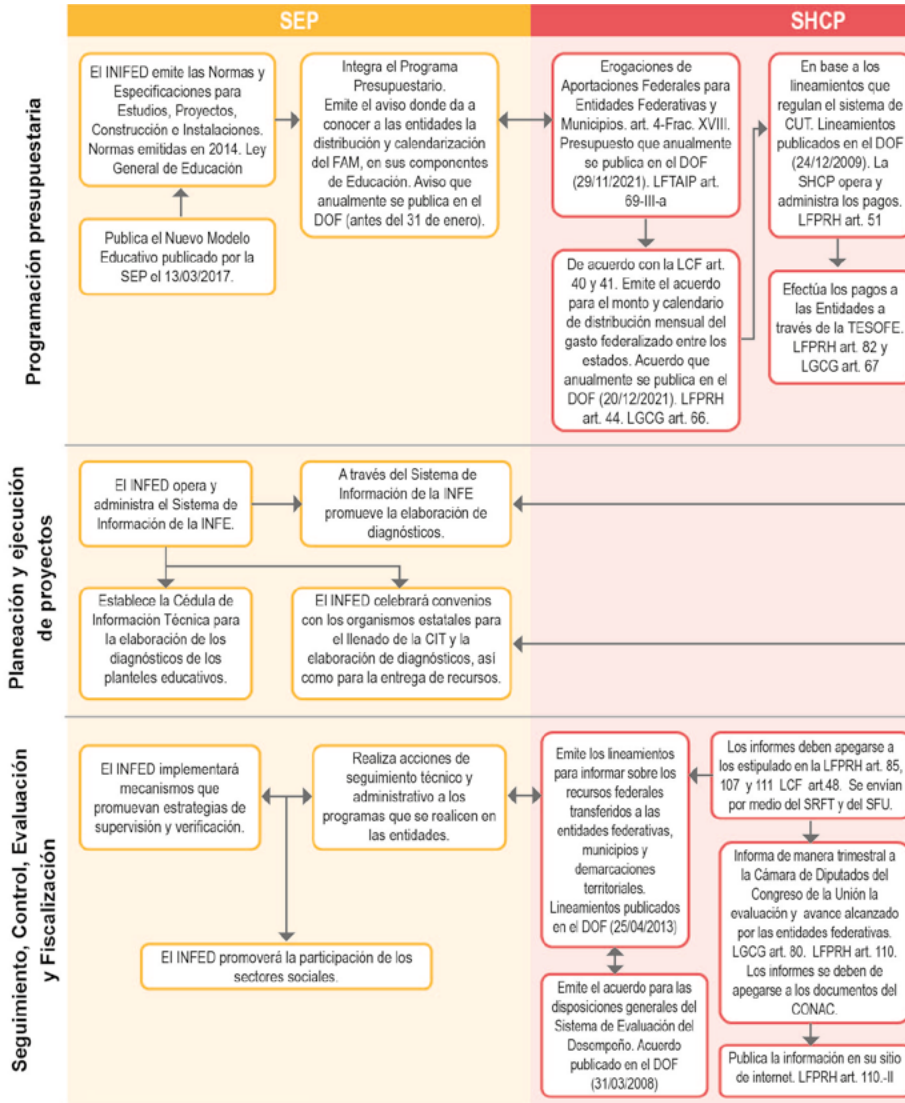 SEP
SHCP
Programación presupuestaria
El INIFED emite las Normas y
Especificaciones para
Estudios, Proyectos,
Construcción e Instalaciones.
Normas emitidas en 2014. Ley
General de Educación
Publica el Nuevo Modelo
Educativo publicado por la
SEP el 13/03/2017.
Integra el Programa
Presupuestario.
Emite el aviso donde da a
conocer a las entidades la
distribución y calendarización
del FAM, en sus componentes
de Educación. Aviso que
anualmente se publica en el
DOF (antes del 31 de enero).
Erogaciones de
Aportaciones Federales para
Entidades Federativas y
Municipios. art. 4-Frac. XVIII.
Presupuesto que anualmente
se publica en el DOF
(29/11/2021). LFTAIP art.
69-III-a
De acuerdo con la LCF art.
40 y 41. Emite el acuerdo
para el monto y calendario
de distribución mensual del
gasto federalizado entre los
estados. Acuerdo que
anualmente se publica en el
DOF (20/12/2021). LFPRH
art. 44. LGCG art. 66.
En base a los
lineamientos que
regulan el sistema de
CUT. Lineamientos
publicados en el DOF
(24/12/2009). La
SHCP opera y
administra los pagos.
LFPRH art. 51
Efectúa los pagos a
las Entidades a
través de la TESOFE.
LFPRH art. 82 y
LGCG art. 67
Planeación y ejecución
de proyectos
El INFED opera y
administra el Sistema de
Información de la INFE.
A través del Sistema de
Información de la INFE
promueve la elaboración de
diagnósticos.
Establece la Cédula de
Información Técnica para
la elaboración de los
diagnósticos de los
planteles educativos.
El INFED celebrará convenios
con los organismos estatales para
el llenado de la CIT y la
elaboración de diagnósticos, así
como para la entrega de recursos.
Seguimiento, Control, Evaluación
y Fiscalización
El INFED implementará
mecanismos que
promuevan estrategias de
supervisión y verificación.
Realiza acciones de
seguimiento técnico y
administrativo a los
programas que se realicen en
las entidades.
El INFED promoverá la participación de los
sectores sociales.
Emite los lineamientos
para informar sobre los
recursos federales
transferidos a las
entidades federativas,
municipios y
demarcaciones
territoriales.
Lineamientos publicados
en el DOF (25/04/2013)
Emite el acuerdo para las
disposiciones generales del
Sistema de Evaluación del
Desempeño. Acuerdo
publicado en el DOF
(31/03/2008)
Los informes deben apegarse a
los estipulado en la LFPRH art. 85,
107 y 111 LCF art.48. Se envían
por medio del SRFT y del SFU.
Informa de manera trimestral a
la Cámara de Diputados del
Congreso de la Unión la
evaluación y avance alcanzado
por las entidades federativas.
LGCG art. 80. LFPRH art. 110.
Los informes se deben de
apegarse a los documentos del
CONAC.
Publica la información en su sitio
de internet. LFPRH art. 110.-II